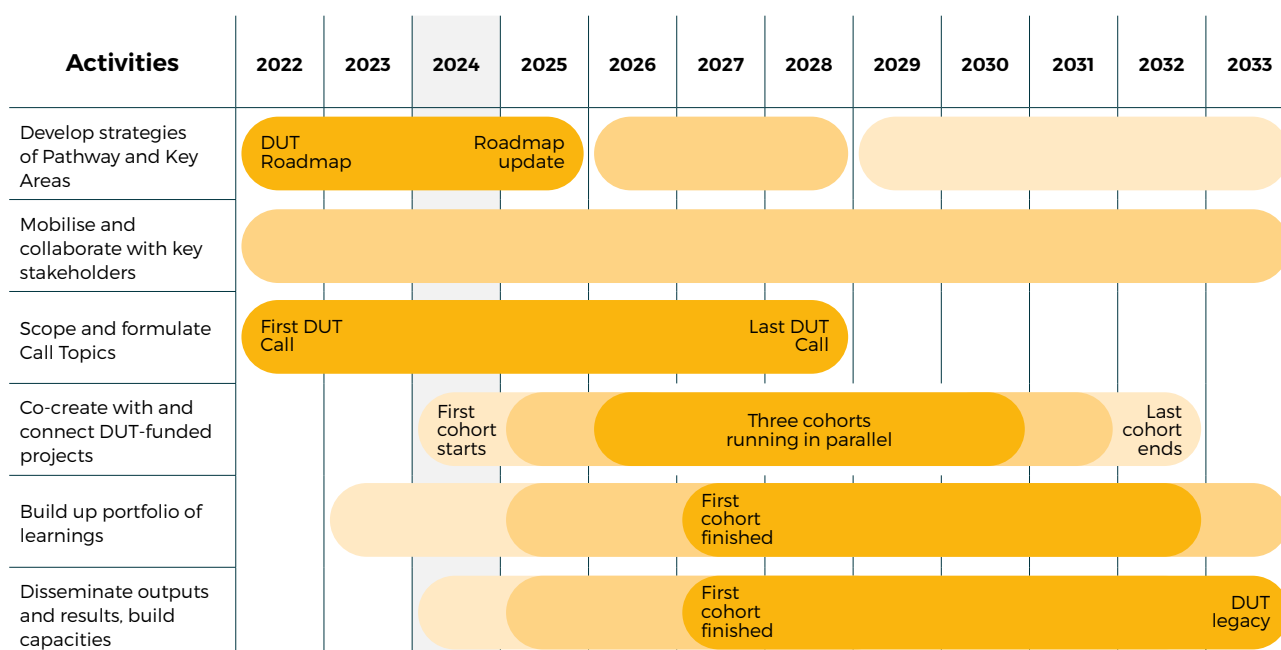 Activities 2022 2023 2024 2025 2026 2027 2028 2029 2030 2031 2032 2033
Develop strategies
of Pathway and Key
Areas
DUT
Roadmap
Roadmap
update
Mobilise and
collaborate with key
stakeholders
Scope and formulate
Call Topics
First DUT
Call
Last DUT
Call
Co-create with and
connect DUT-funded
projects
First
cohort
starts
Three cohorts
running in parallel
Last
cohort
ends
Build up portfolio of
learnings
First
cohort
finished
Disseminate outputs
and results, build
capacities
First
cohort
finished
DUT
legacy